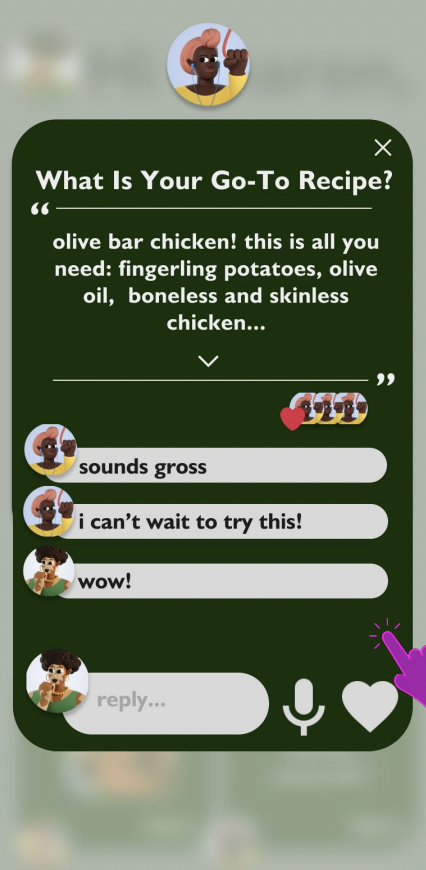 What Is Your Go-To Recipe?
“
olive bar chicken! this is all you
need: fingerling potatoes, olive
oil, boneless and skinless
chicken...
”
sounds gross
i can’t wait to try this!
wow!
reply...